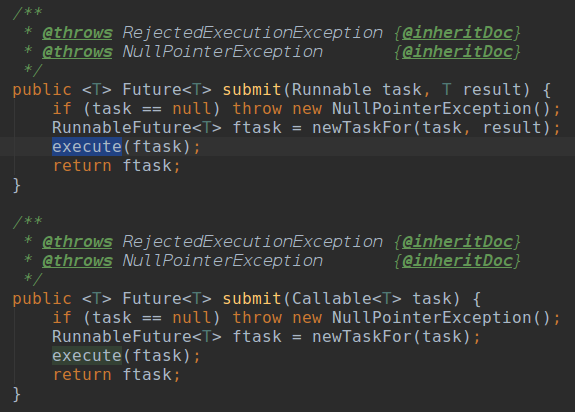 /**
 * @throws RejectedExecutionException {@inheritDoc}
 * @throws NullPointerException       {@inheritDoc}
 */
public <T> Future<T> submit(Runnable task, T result) {
    if (task == null) throw new NullPointerException();
    RunnableFuture<T> ftask = newTaskFor(task, result);
    execute(ftask);
    return ftask;
}

/**
 * @throws RejectedExecutionException {@inheritDoc}
 * @throws NullPointerException       {@inheritDoc}
 */
public <T> Future<T> submit(Callable<T> task) {
    if (task == null) throw new NullPointerException();
    RunnableFuture<T> ftask = newTaskFor(task);
    execute(ftask);
    return ftask;
}